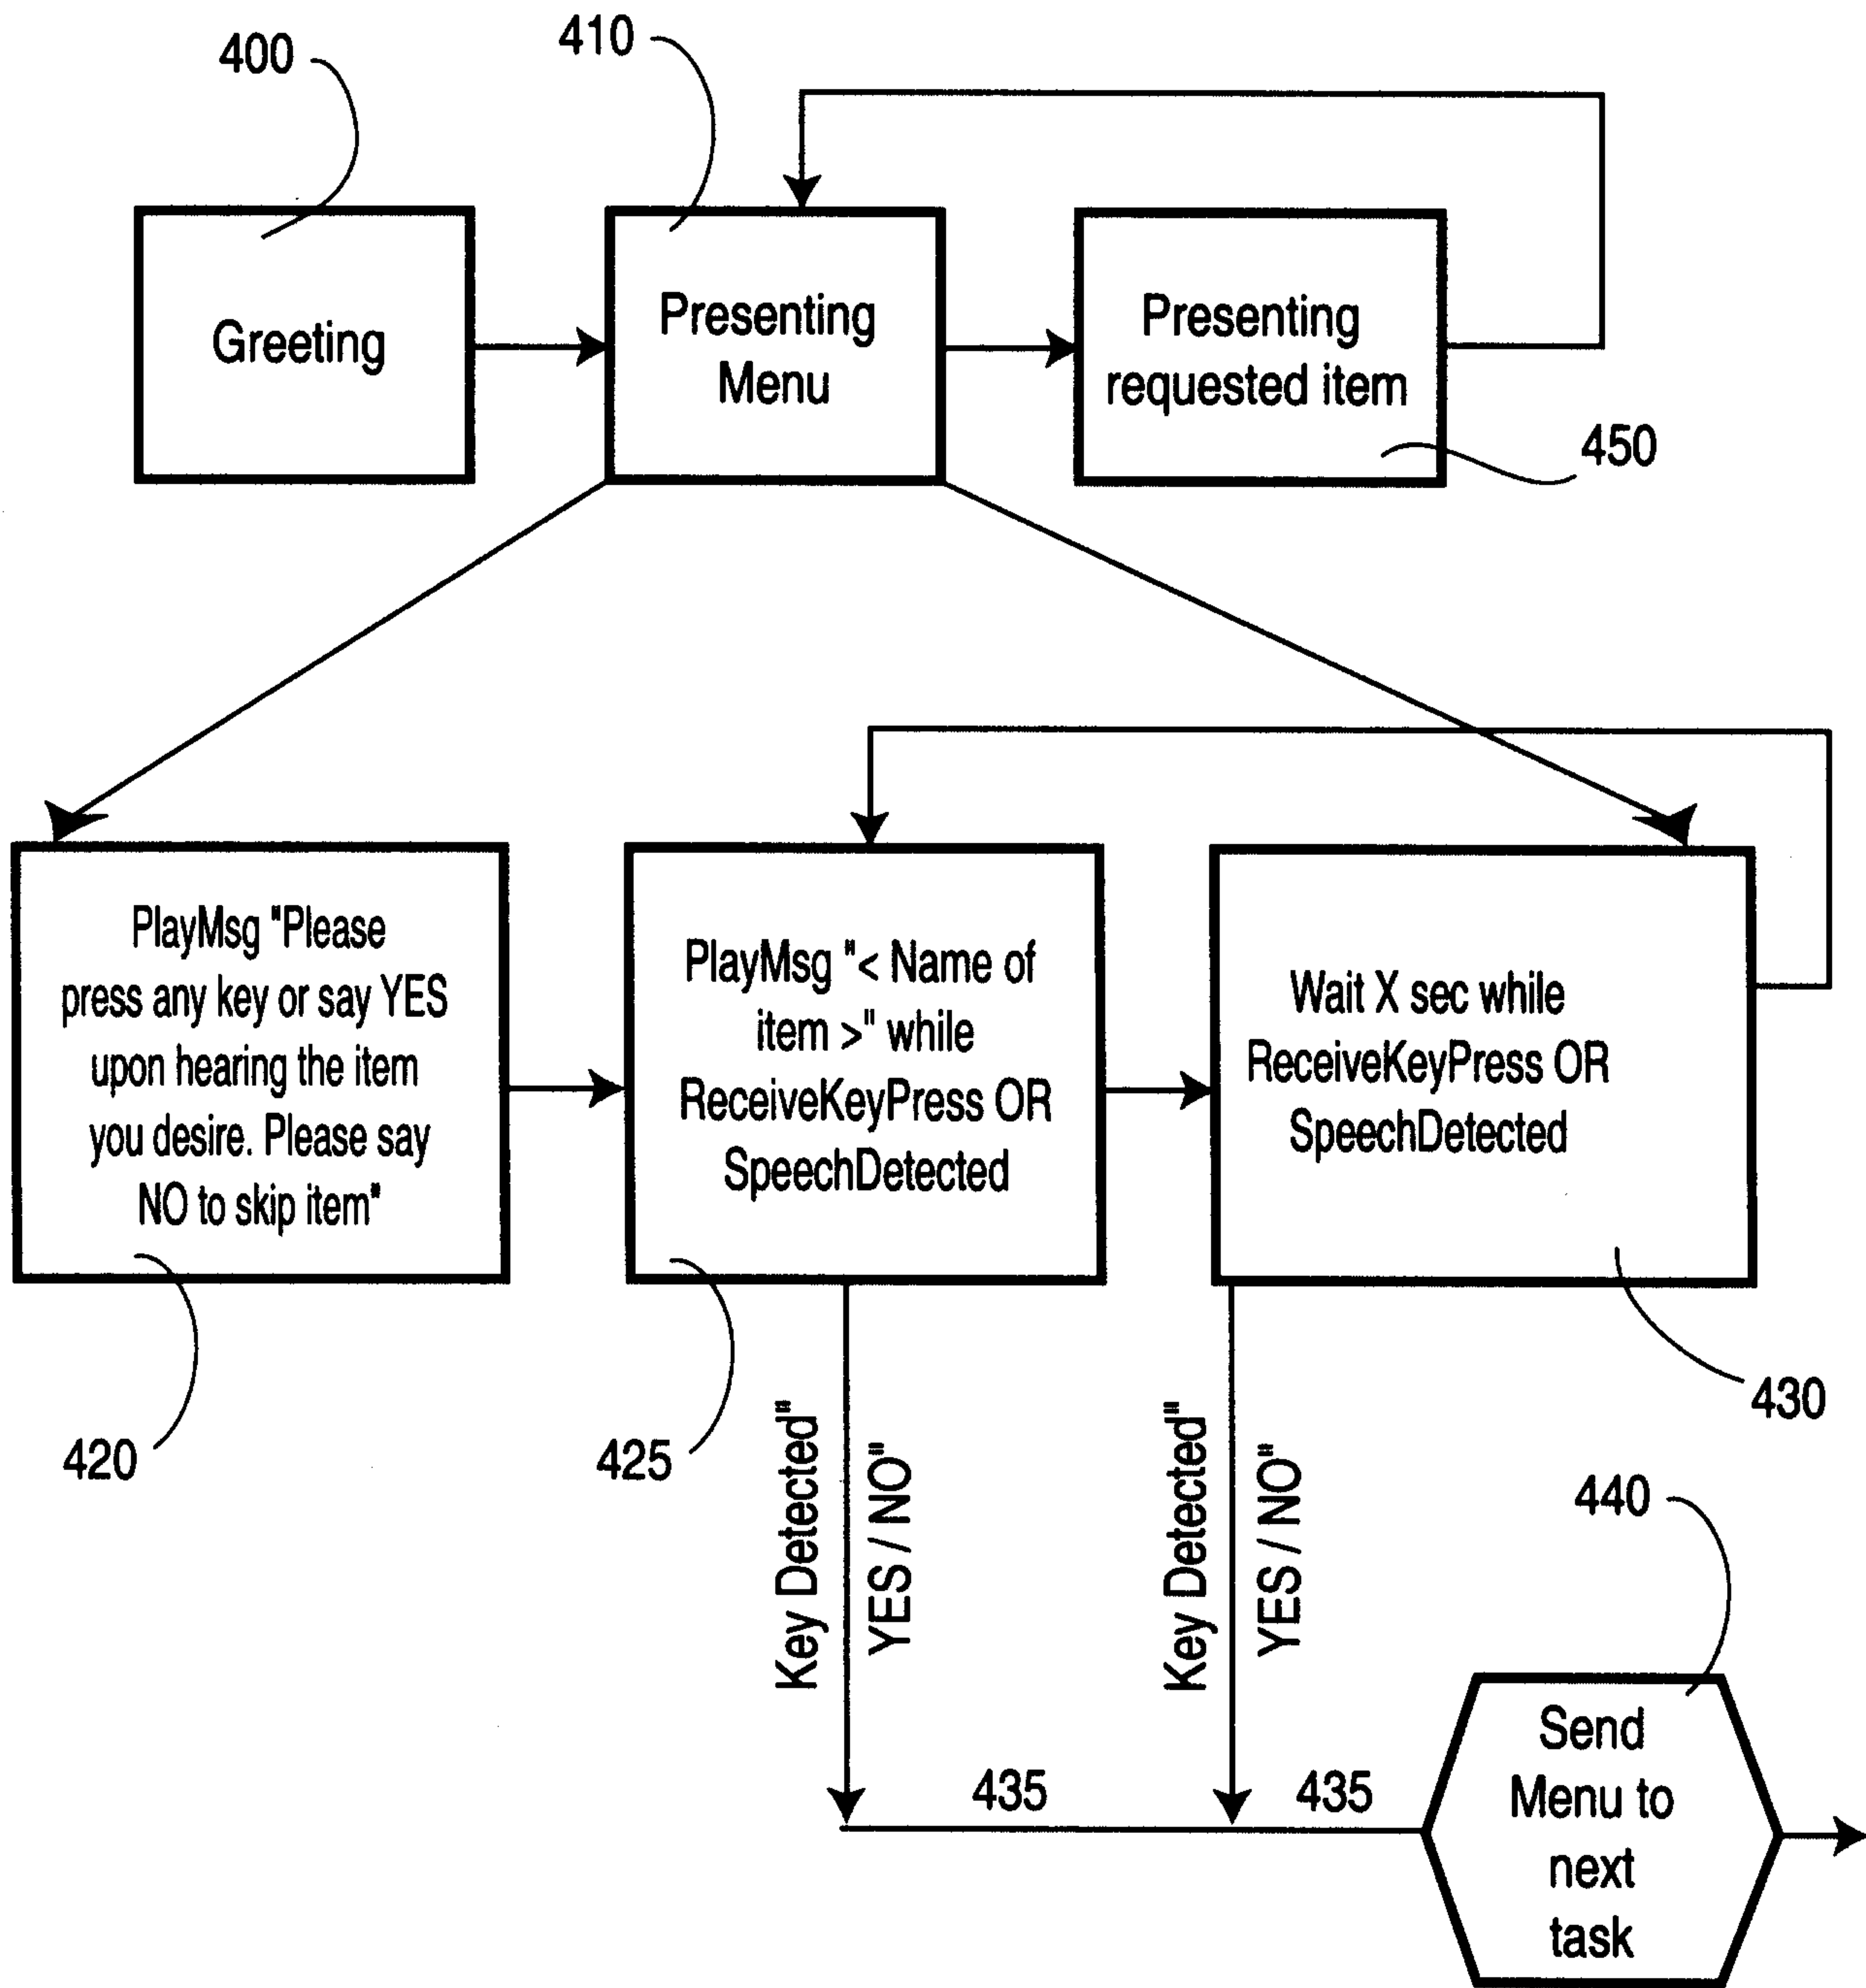 400
410
Greeting
Presenting
Menu
Presenting
requested item
450
PlayMsg "Please
press any key or say YES
upon hearing the item
you desire. Please say
NO to skip item"
PlayMsg "< Name of
item >" while
ReceiveKeyPress OR
SpeechDetected
Wait X sec while
ReceiveKeyPress OR
SpeechDetected
420
425
430
Key Detected"
YES / NO"
Key Detected"
YES / NO"
440
435
435
Send
Menu to
next
task